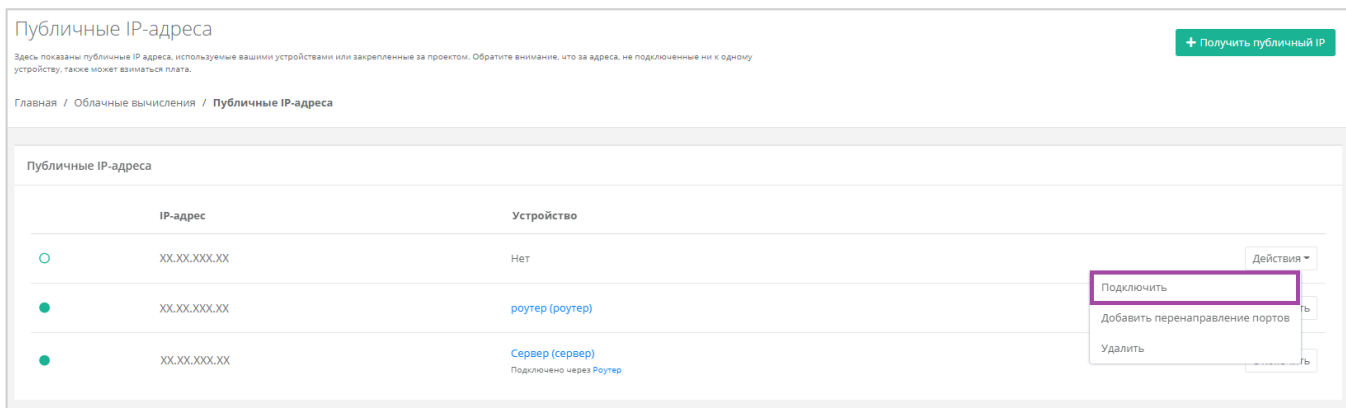 Публичные IP-адреса
+ Получить публичный IP
Здесь показаны публичные IP адреса, используемые вашими устройствами или закрепленные за проектом. Обратите внимание, что за адреса, не подключенные ни к одному
устройству, также может взиматься плата.
Главная / Облачные вычисления / Публичные IP-адреса
Публичные IP-адреса
IP-адрес Устройство
XX.XX.XXX.XX Нет Действия
Подключить
XX.XX.XXX.XX роутер (роутер) ть
Добавить перенаправление портов
Удалить
XX.XX.XXX.XX Сервер (сервер)
Подключено через Роутер